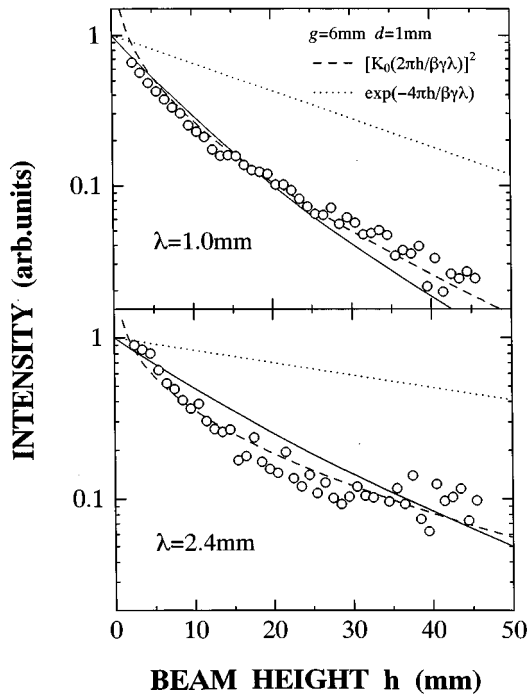 1
g=6mm d=1mm
[K₀(2πh/βγλ)]²
exp(−4πh/βγλ)
0.1
λ=1.0mm
INTENSITY (arb.units)
1
0.1
λ=2.4mm
0 10 20 30 40 50
BEAM HEIGHT h (mm)